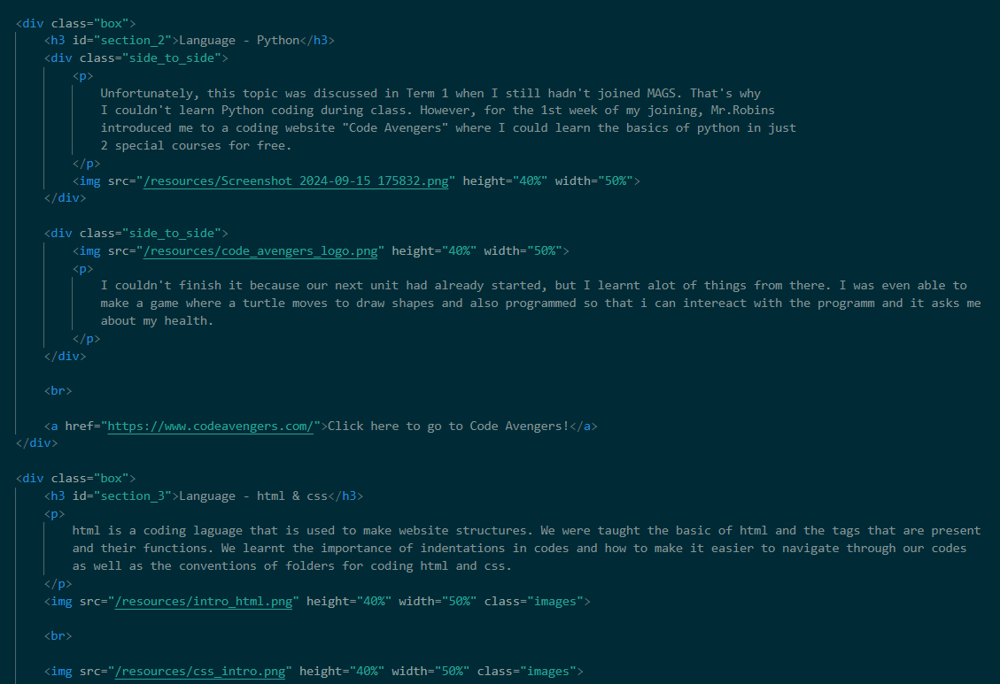 <div class="box">
    <h3 id="section_2">Language - Python</h3>
    <div class="side_to_side">
        <p>
            Unfortunately, this topic was discussed in Term 1 when I still hadn't joined MAGS. That's why
            I couldn't learn Python coding during class. However, for the 1st week of my joining, Mr.Robins
            introduced me to a coding website "Code Avengers" where I could learn the basics of python in just
            2 special courses for free.
        </p>
        <img src="/resources/Screenshot 2024-09-15 175832.png" height="40%" width="50%">
    </div>

    <div class="side_to_side">
        <img src="/resources/code_avengers_logo.png" height="40%" width="50%">
        <p>
            I couldn't finish it because our next unit had already started, but I learnt alot of things from there. I was even able to
            make a game where a turtle moves to draw shapes and also programmed so that i can intereact with the programm and it asks me
            about my health.
        </p>
    </div>

    <br>

    <a href="https://www.codeavengers.com/">Click here to go to Code Avengers!</a>
</div>

<div class="box">
    <h3 id="section_3">Language - html & css</h3>
    <p>
        html is a coding laguage that is used to make website structures. We were taught the basic of html and the tags that are present
        and their functions. We learnt the importance of indentations in codes and how to make it easier to navigate through our codes
        as well as the conventions of folders for coding html and css.
    </p>
    <img src="/resources/intro_html.png" height="40%" width="50%" class="images">

    <br>

    <img src="/resources/css_intro.png" height="40%" width="50%" class="images">